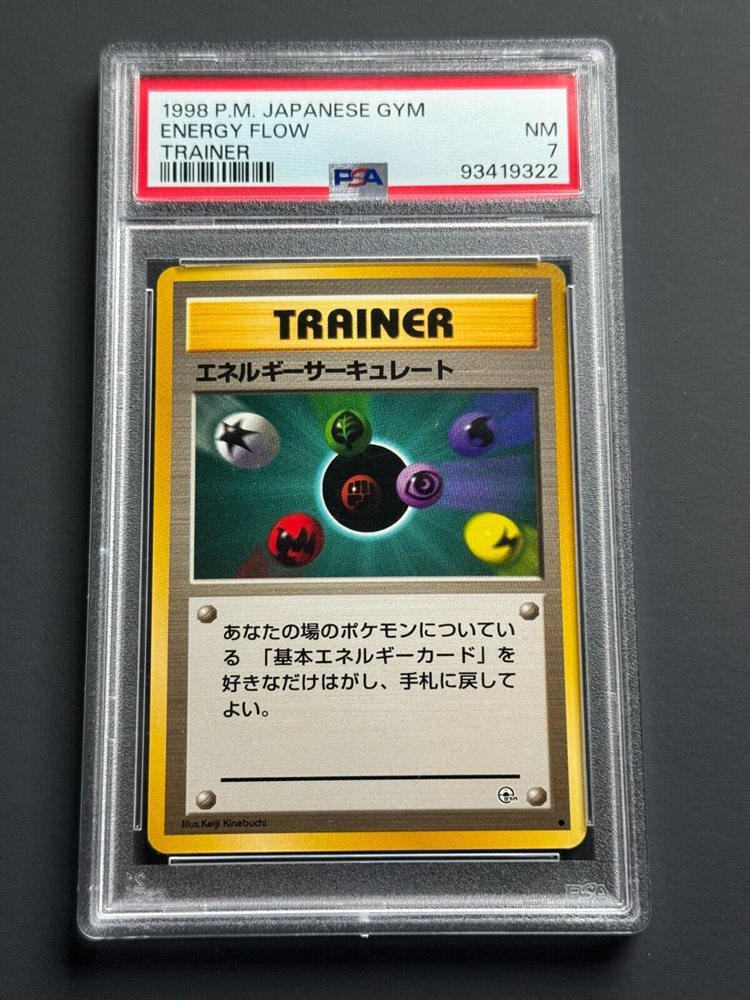 1998 P.M. JAPANESE GYM
ENERGY FLOW NM
TRAINER 7
PSA 93419322
TRAINER
エネルギーサーキュレート
あなたの場のポケモンについてい
る 「基本エネルギーカード」を
好きなだけはがし、手札に戻して
よい。
GYM
Illus. Keiji Kinebuchi
PSA